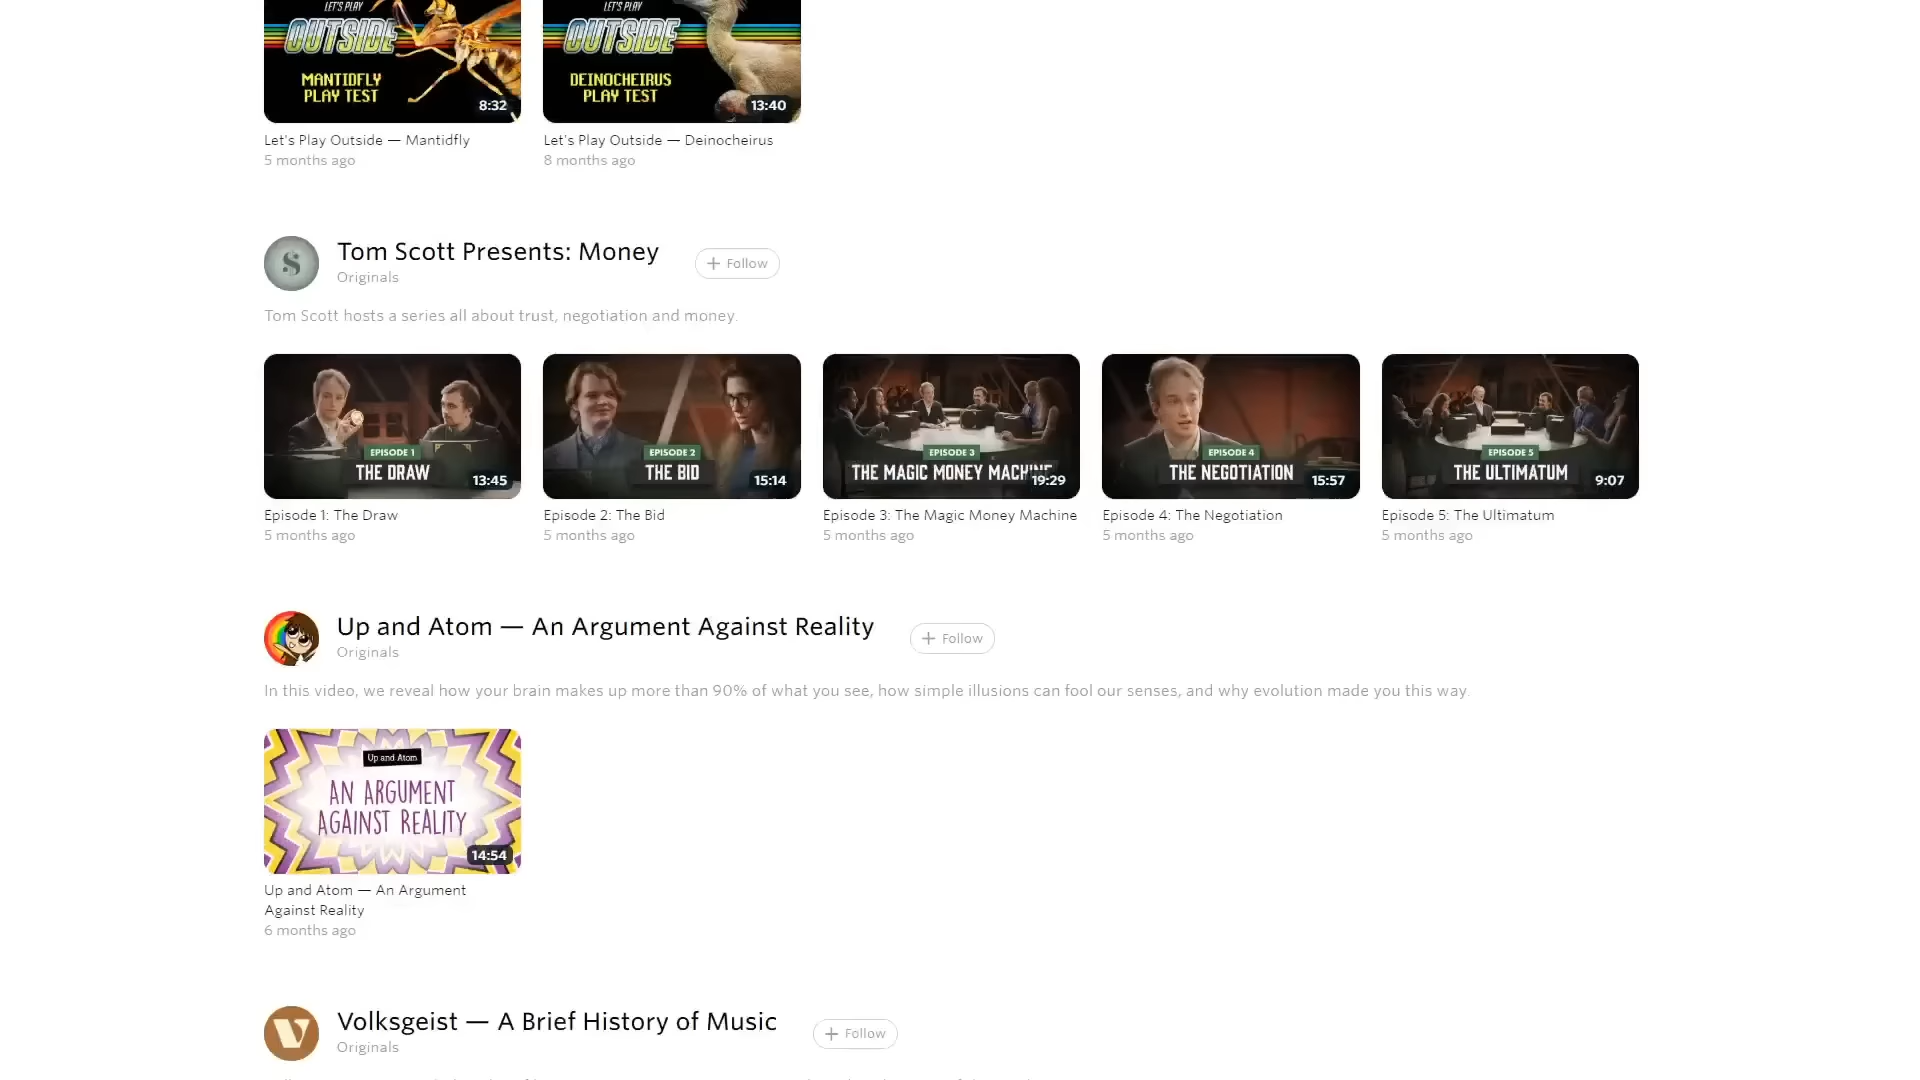 LET'S PLAY
OUTSIDE
MANTIDFLY
PLAY TEST
8:32
LET'S PLAY
OUTSIDE
DEINOCHEIRUS
PLAY TEST
13:40
Let's Play Outside — Mantidfly
5 months ago
Let's Play Outside — Deinocheirus
8 months ago
Tom Scott Presents: Money
Originals
+ Follow
Tom Scott hosts a series all about trust, negotiation and money.
EPISODE 1
THE DRAW
13:45
EPISODE 2
THE BID
15:14
EPISODE 3
THE MAGIC MONEY MACHINE
19:29
EPISODE 4
THE NEGOTIATION
15:57
EPISODE 5
THE ULTIMATUM
9:07
Episode 1: The Draw
5 months ago
Episode 2: The Bid
5 months ago
Episode 3: The Magic Money Machine
5 months ago
Episode 4: The Negotiation
5 months ago
Episode 5: The Ultimatum
5 months ago
Up and Atom — An Argument Against Reality
Originals
+ Follow
In this video, we reveal how your brain makes up more than 90% of what you see, how simple illusions can fool our senses, and why evolution made you this way.
Up and Atom
AN ARGUMENT
AGAINST REALITY
14:54
Up and Atom — An Argument
Against Reality
6 months ago
V
Volksgeist — A Brief History of Music
Originals
+ Follow